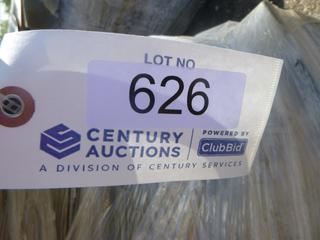 LOT NO
626
CENTURY AUCTIONS
POWERED BY
ClubBid
A DIVISION OF CENTURY SERVICES